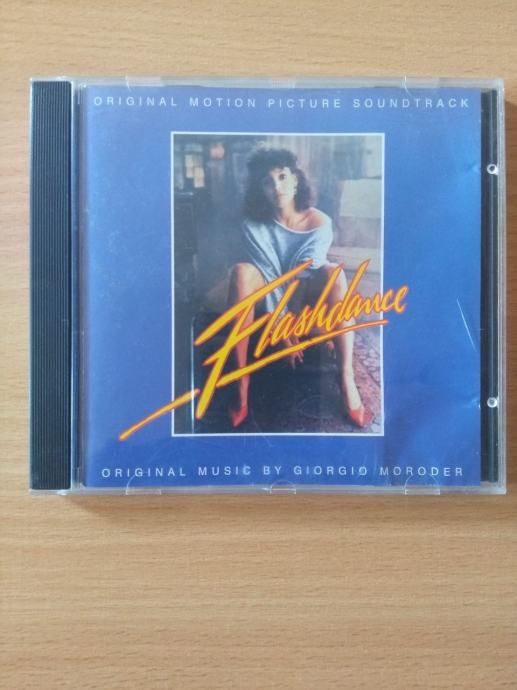 ORIGINAL MOTION PICTURE SOUNDTRACK
Flashdance
ORIGINAL MUSIC BY GIORGIO MORODER